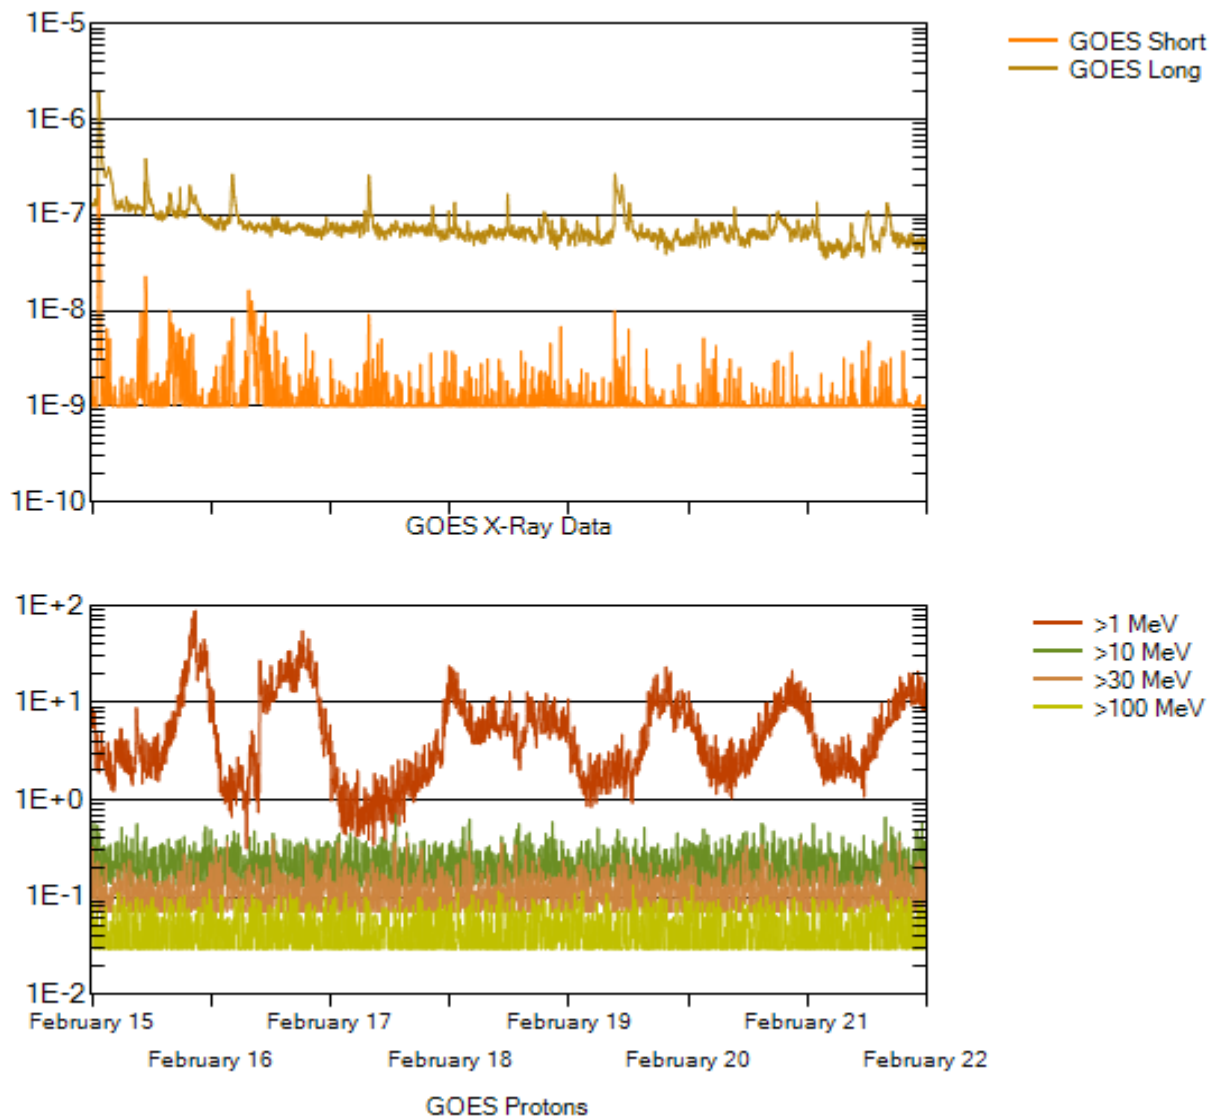 1E-5
1E-6
1E-7
1E-8
1E-9
1E-10
GOES Short
GOES Long
GOES X-Ray Data
1E+2
1E+1
1E+0
1E-1
1E-2
>1 MeV
>10 MeV
>30 MeV
>100 MeV
February 15
February 17
February 19
February 21
February 16
February 18
February 20
February 22
GOES Protons